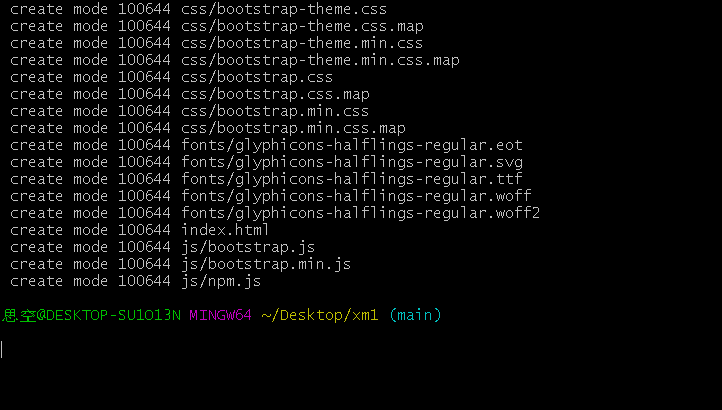 create mode 100644 css/bootstrap-theme.css
create mode 100644 css/bootstrap-theme.css.map
create mode 100644 css/bootstrap-theme.min.css
create mode 100644 css/bootstrap-theme.min.css.map
create mode 100644 css/bootstrap.css
create mode 100644 css/bootstrap.css.map
create mode 100644 css/bootstrap.min.css
create mode 100644 css/bootstrap.min.css.map
create mode 100644 fonts/glyphicons-halflings-regular.eot
create mode 100644 fonts/glyphicons-halflings-regular.svg
create mode 100644 fonts/glyphicons-halflings-regular.ttf
create mode 100644 fonts/glyphicons-halflings-regular.woff
create mode 100644 fonts/glyphicons-halflings-regular.woff2
create mode 100644 index.html
create mode 100644 js/bootstrap.js
create mode 100644 js/bootstrap.min.js
create mode 100644 js/npm.js
思空@DESKTOP-SU1O13N MINGW64 ~/Desktop/xm1 (main)